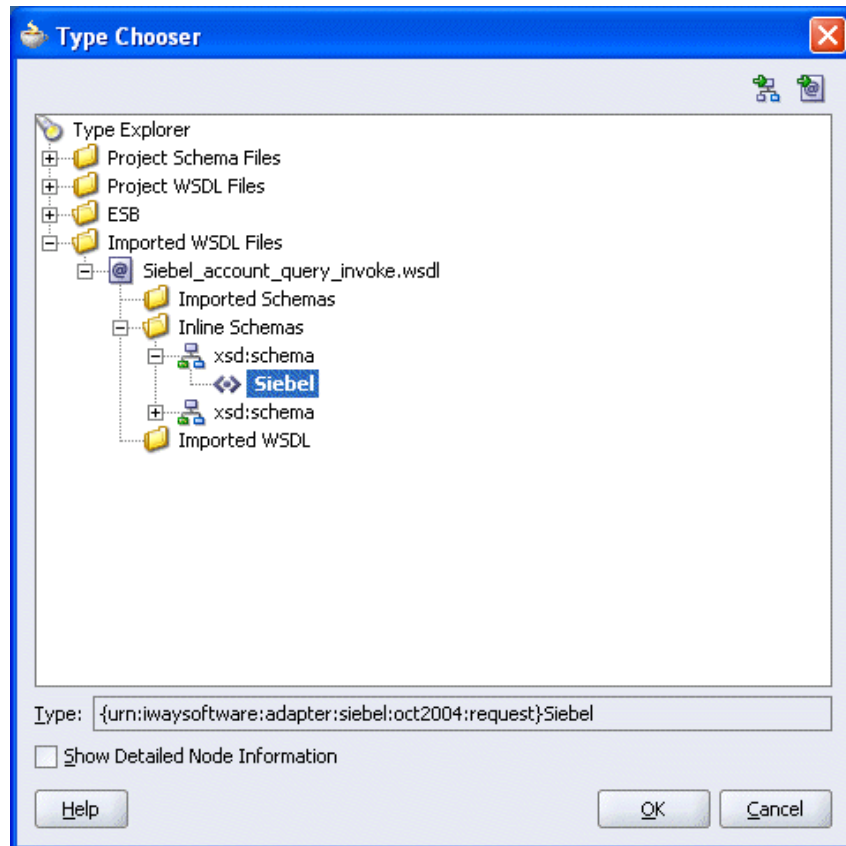 Type Chooser
Type Explorer
Project Schema Files
Project WSDL Files
ESB
Imported WSDL Files
Siebel_account_query_invoke.wsdl
Imported Schemas
Inline Schemas
xsd:schema
Siebel
xsd:schema
Imported WSDL
Type: {urn:iwaysoftware:adapter:siebel:oct2004:request}Siebel
Show Detailed Node Information
Help OK Cancel